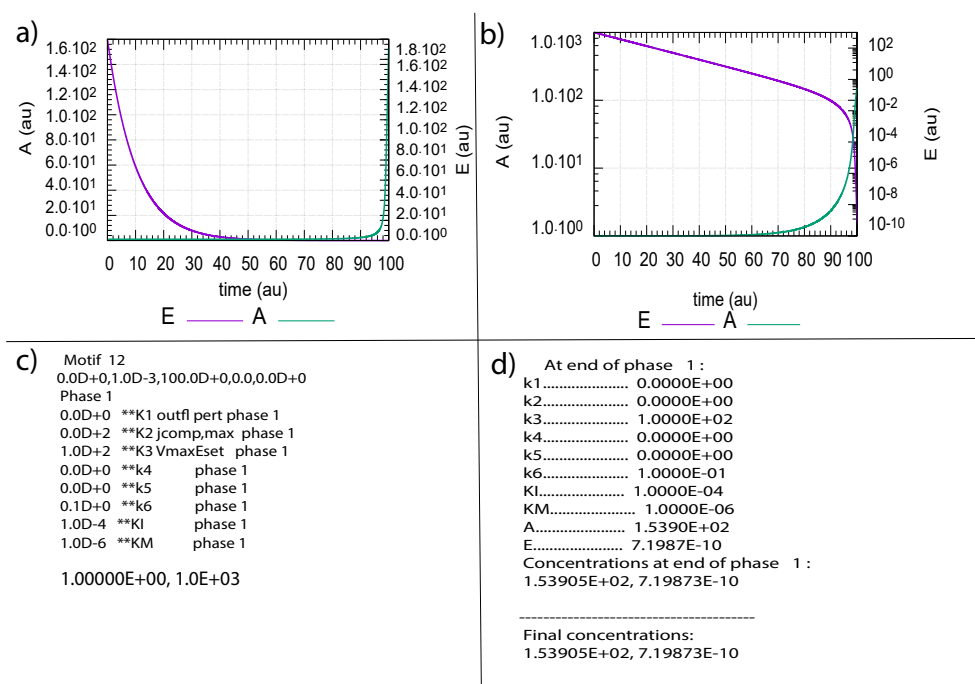 a)
1.6·10²
1.4·10²
1.2·10²
1.0·10²
8.0·10¹
6.0·10¹
4.0·10¹
2.0·10¹
0.0·10⁰
A (au)
1.8·10²
1.8·10²
1.6·10²
1.4·10²
1.2·10²
1.0·10²
8.0·10¹
6.0·10¹
4.0·10¹
2.0·10¹
0.0·10⁰
E (au)
0 10 20 30 40 50 60 70 80 90 100
time (au)
E A
b)
1.0·10³
1.0·10²
1.0·10¹
1.0·10⁰
A (au)
10²
10⁰
10⁻²
10⁻⁴
10⁻⁶
10⁻⁸
10⁻¹⁰
E (au)
0 10 20 30 40 50 60 70 80 90 100
time (au)
E A
c)
Motif 12
0.0D+0,1.0D-3,100.0D+0,0.0,0.0D+0
Phase 1
0.0D+0 **K1 outfl pert phase 1
0.0D+2 **K2 jcomp,max phase 1
1.0D+2 **K3 VmaxEset phase 1
0.0D+0 **k4 phase 1
0.0D+0 **k5 phase 1
0.1D+0 **k6 phase 1
1.0D-4 **KI phase 1
1.0D-6 **KM phase 1
1.00000E+00, 1.0E+03
d)
At end of phase 1 :
k1..................... 0.0000E+00
k2..................... 0.0000E+00
k3..................... 1.0000E+02
k4..................... 0.0000E+00
k5..................... 0.0000E+00
k6..................... 1.0000E-01
KI..................... 1.0000E-04
KM..................... 1.0000E-06
A...................... 1.5390E+02
E...................... 7.1987E-10
Concentrations at end of phase 1 :
1.53905E+02, 7.19873E-10
---------------------------------------
Final concentrations:
1.53905E+02, 7.19873E-10